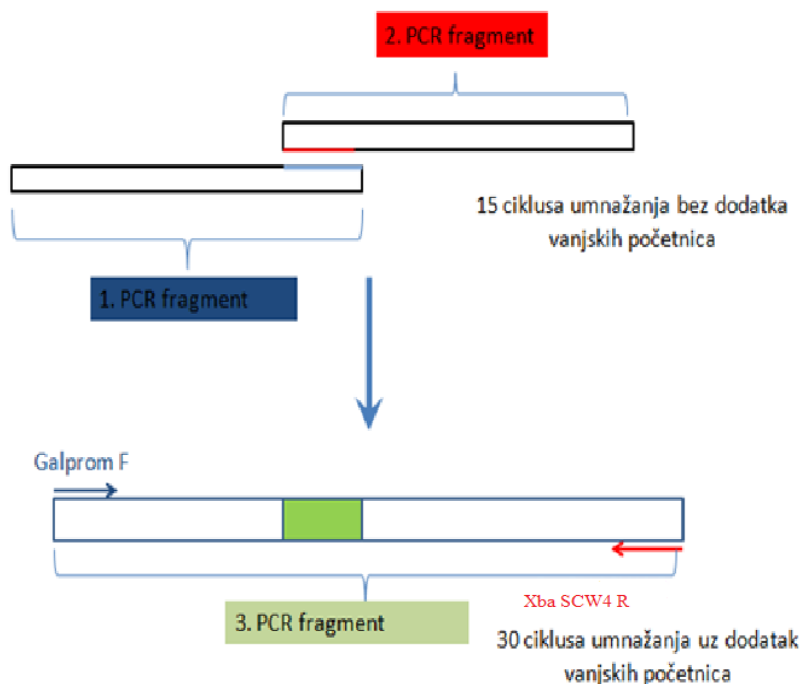 2. PCR fragment
15 ciklusa umnažanja bez dodatka
vanjskih početnica
1. PCR fragment
Galprom F
Xba SCW4 R
3. PCR fragment
30 ciklusa umnažanja uz dodatak
vanjskih početnica